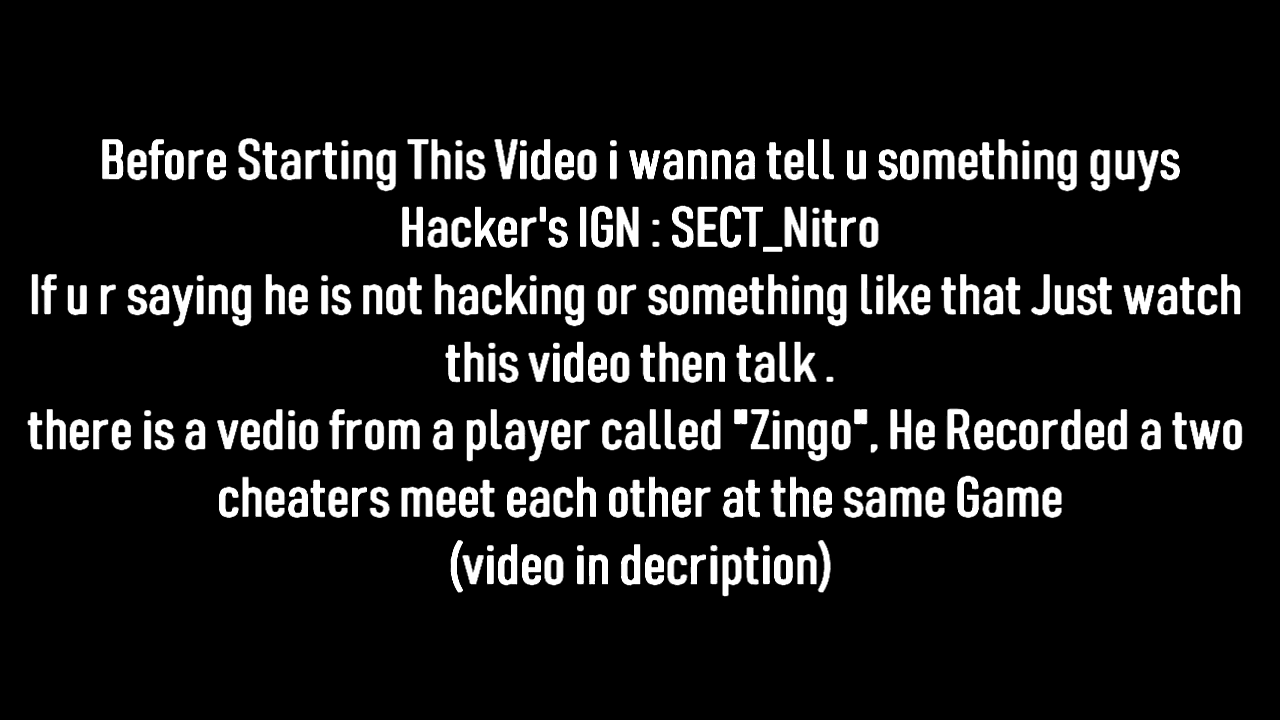 Before Starting This Video i wanna tell u something guys
Hacker's IGN : SECT_Nitro
If u r saying he is not hacking or something like that Just watch
this video then talk .
there is a vedio from a player called "Zingo", He Recorded a two
cheaters meet each other at the same Game
(video in decription)